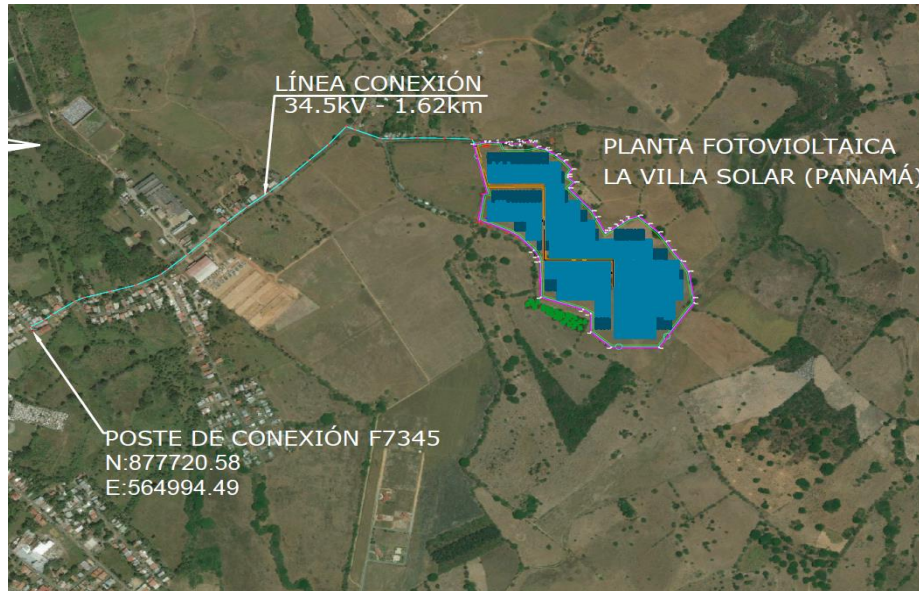 LÍNEA CONEXIÓN
34.5kV - 1.62km
PLANTA FOTOVIOLTAICA
LA VILLA SOLAR (PANAMÁ)
POSTE DE CONEXIÓN F7345
N:877720.58
E:564994.49